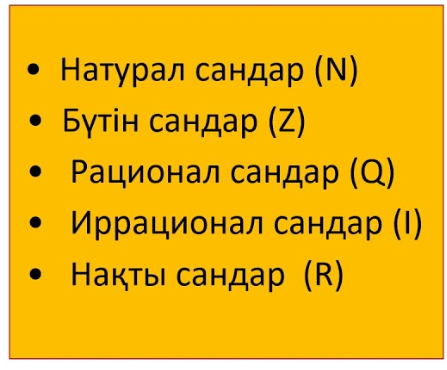 • Натурал сандар (N)
• Бүтін сандар (Z)
• Рационал сандар (Q)
• Иррационал сандар (I)
• Нақты сандар (R)